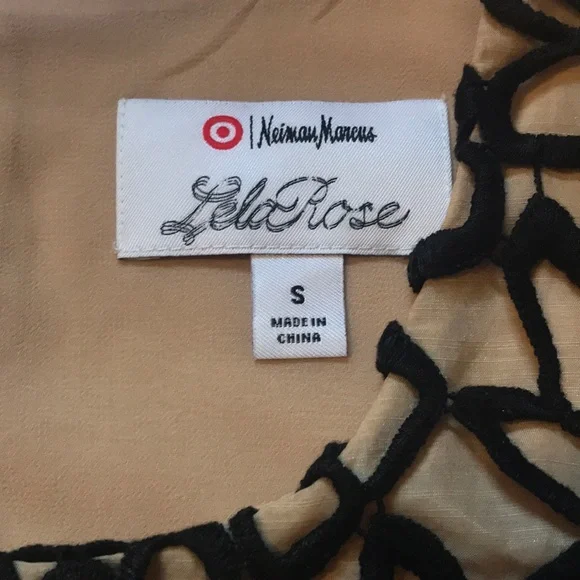 Neiman Marcus
Lela Rose
S
MADE IN
CHINA